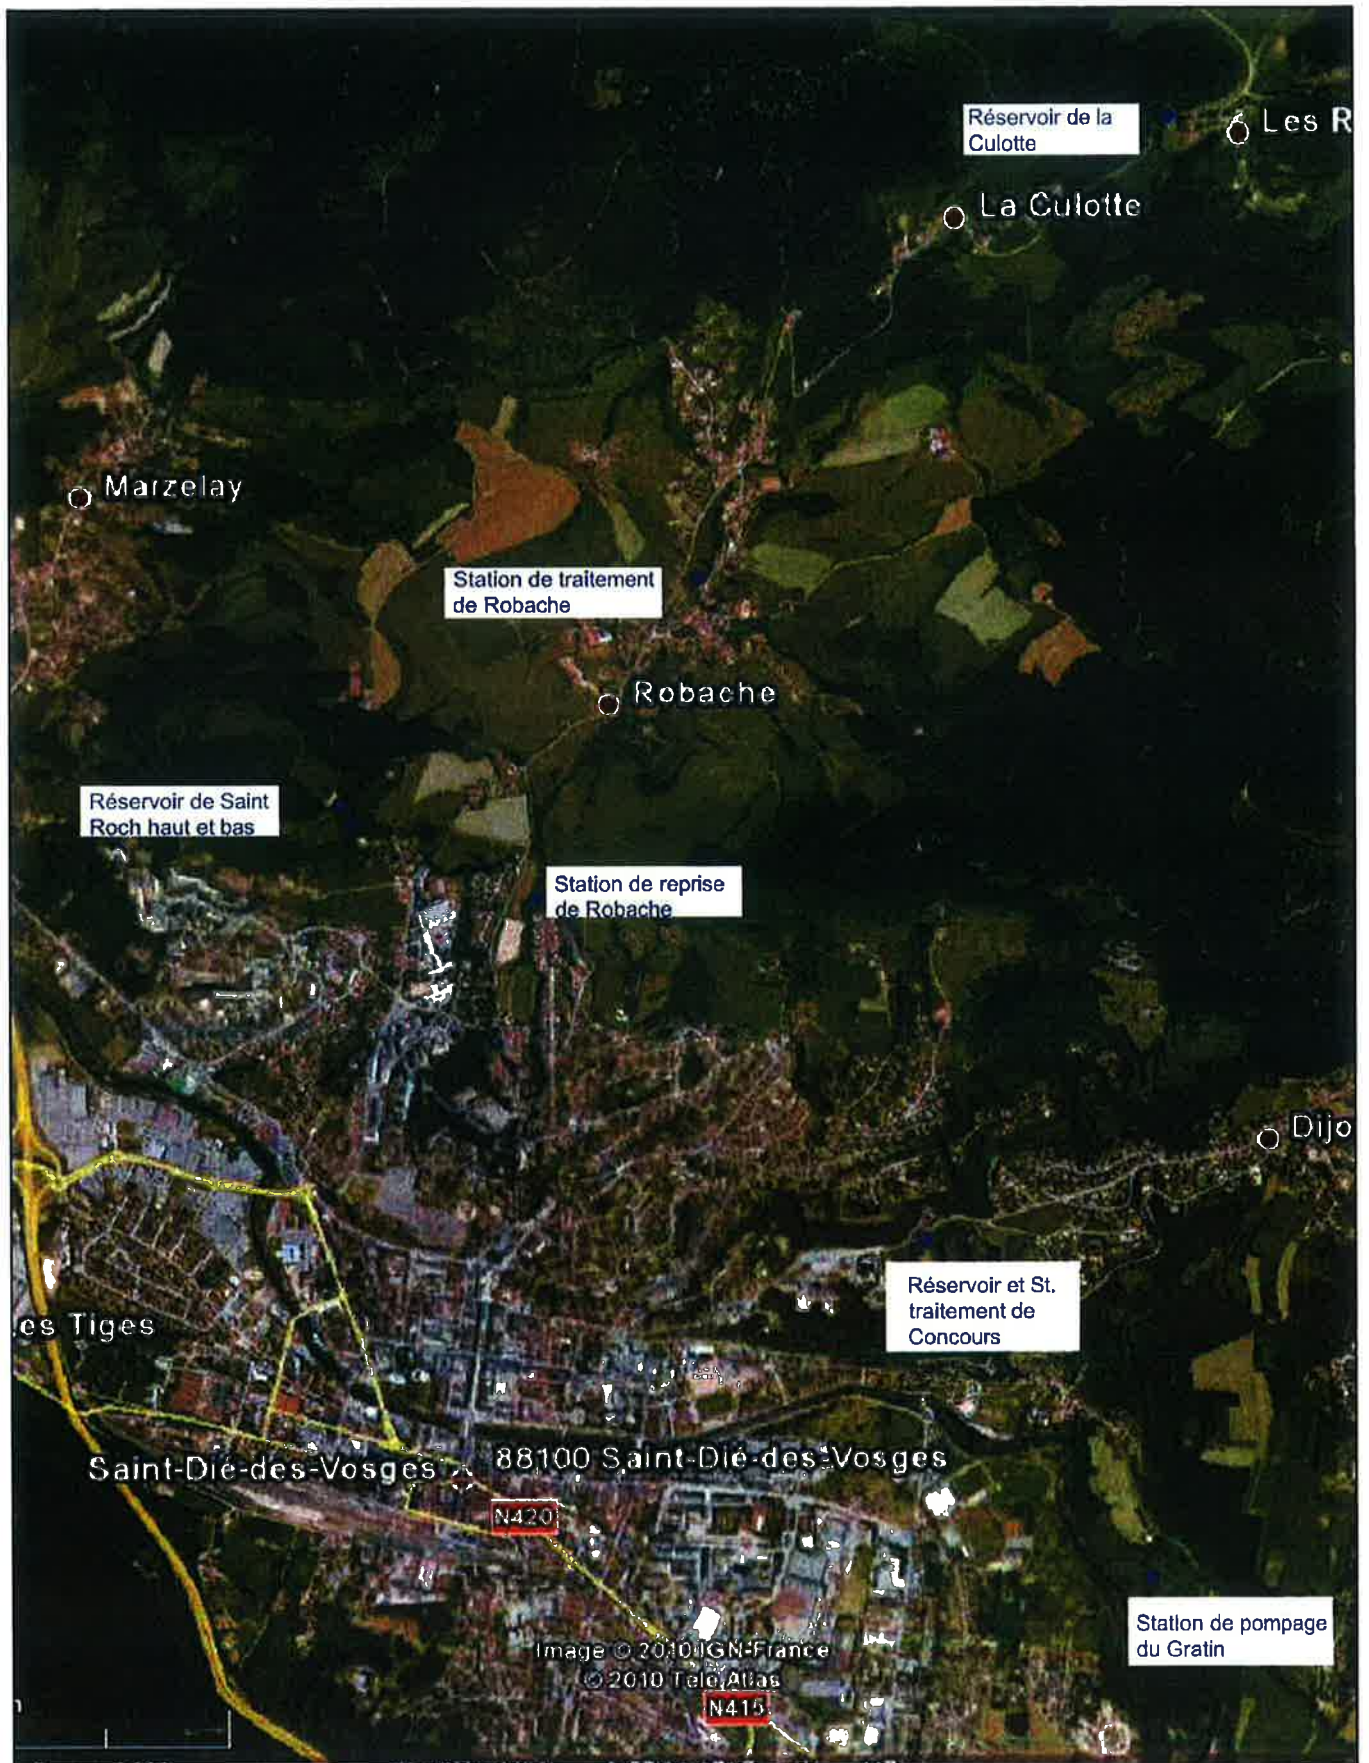 Réservoir de la
Culotte
Les R
La Culotte
Marzelay
Station de traitement
de Robache
Robache
Réservoir de Saint
Roch haut et bas
Station de reprise
de Robache
Dijo
Réservoir et St.
traitement de
Concours
es Tiges
Saint-Dié-des-Vosges
88100 Saint-Dié-des-Vosges
N420
Station de pompage
du Gratin
Image © 2010 IGN-France
© 2010 Tele Atlas
N415